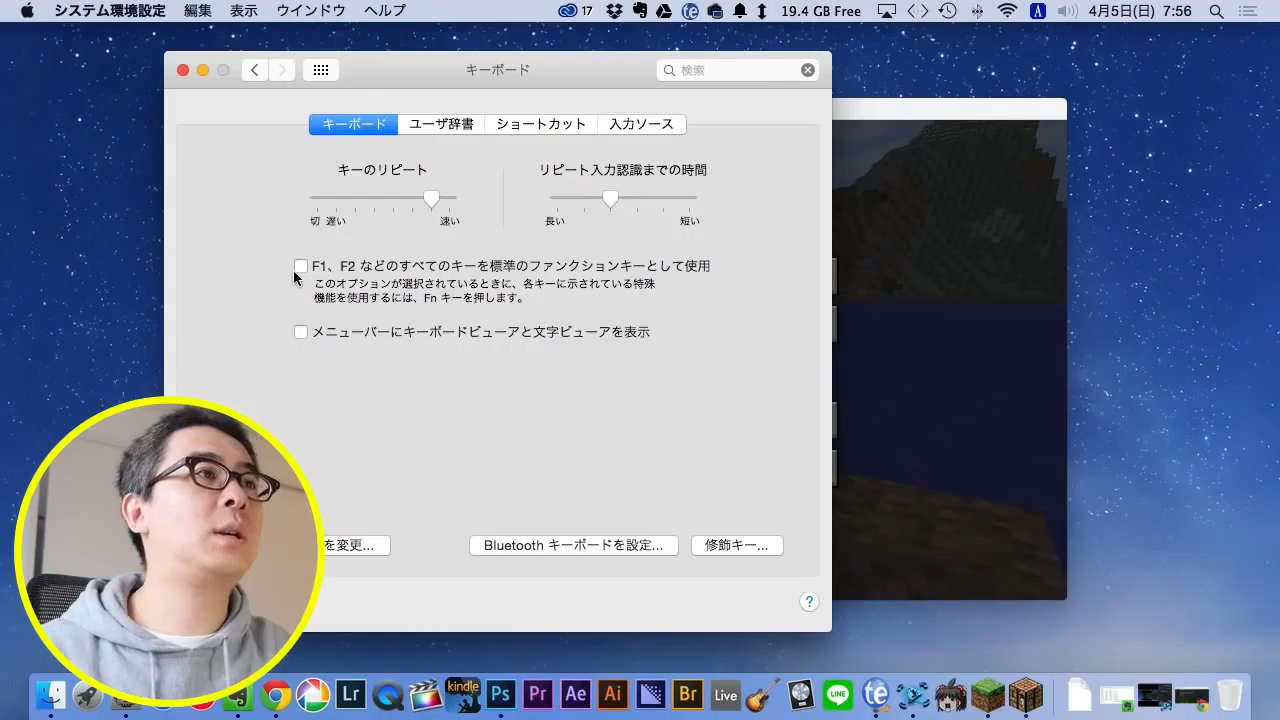 システム環境設定 編集 表示 ウインドウ ヘルプ 17 19.4 GB Free A 4月5日(日) 7:56
キーボード 検索
キーボード ユーザ辞書 ショートカット 入力ソース
キーのリピート リピート入力認識までの時間
切 遅い 速い 長い 短い
F1、F2 などのすべてのキーを標準のファンクションキーとして使用
このオプションが選択されているときに、各キーに示されている特殊
機能を使用するには、Fn キーを押します。
メニューバーにキーボードビューアと文字ビューアを表示
を変更... Bluetooth キーボードを設定... 修飾キー...
?
Lr kindle Ps Pr Ae Ai Br Live LINE te